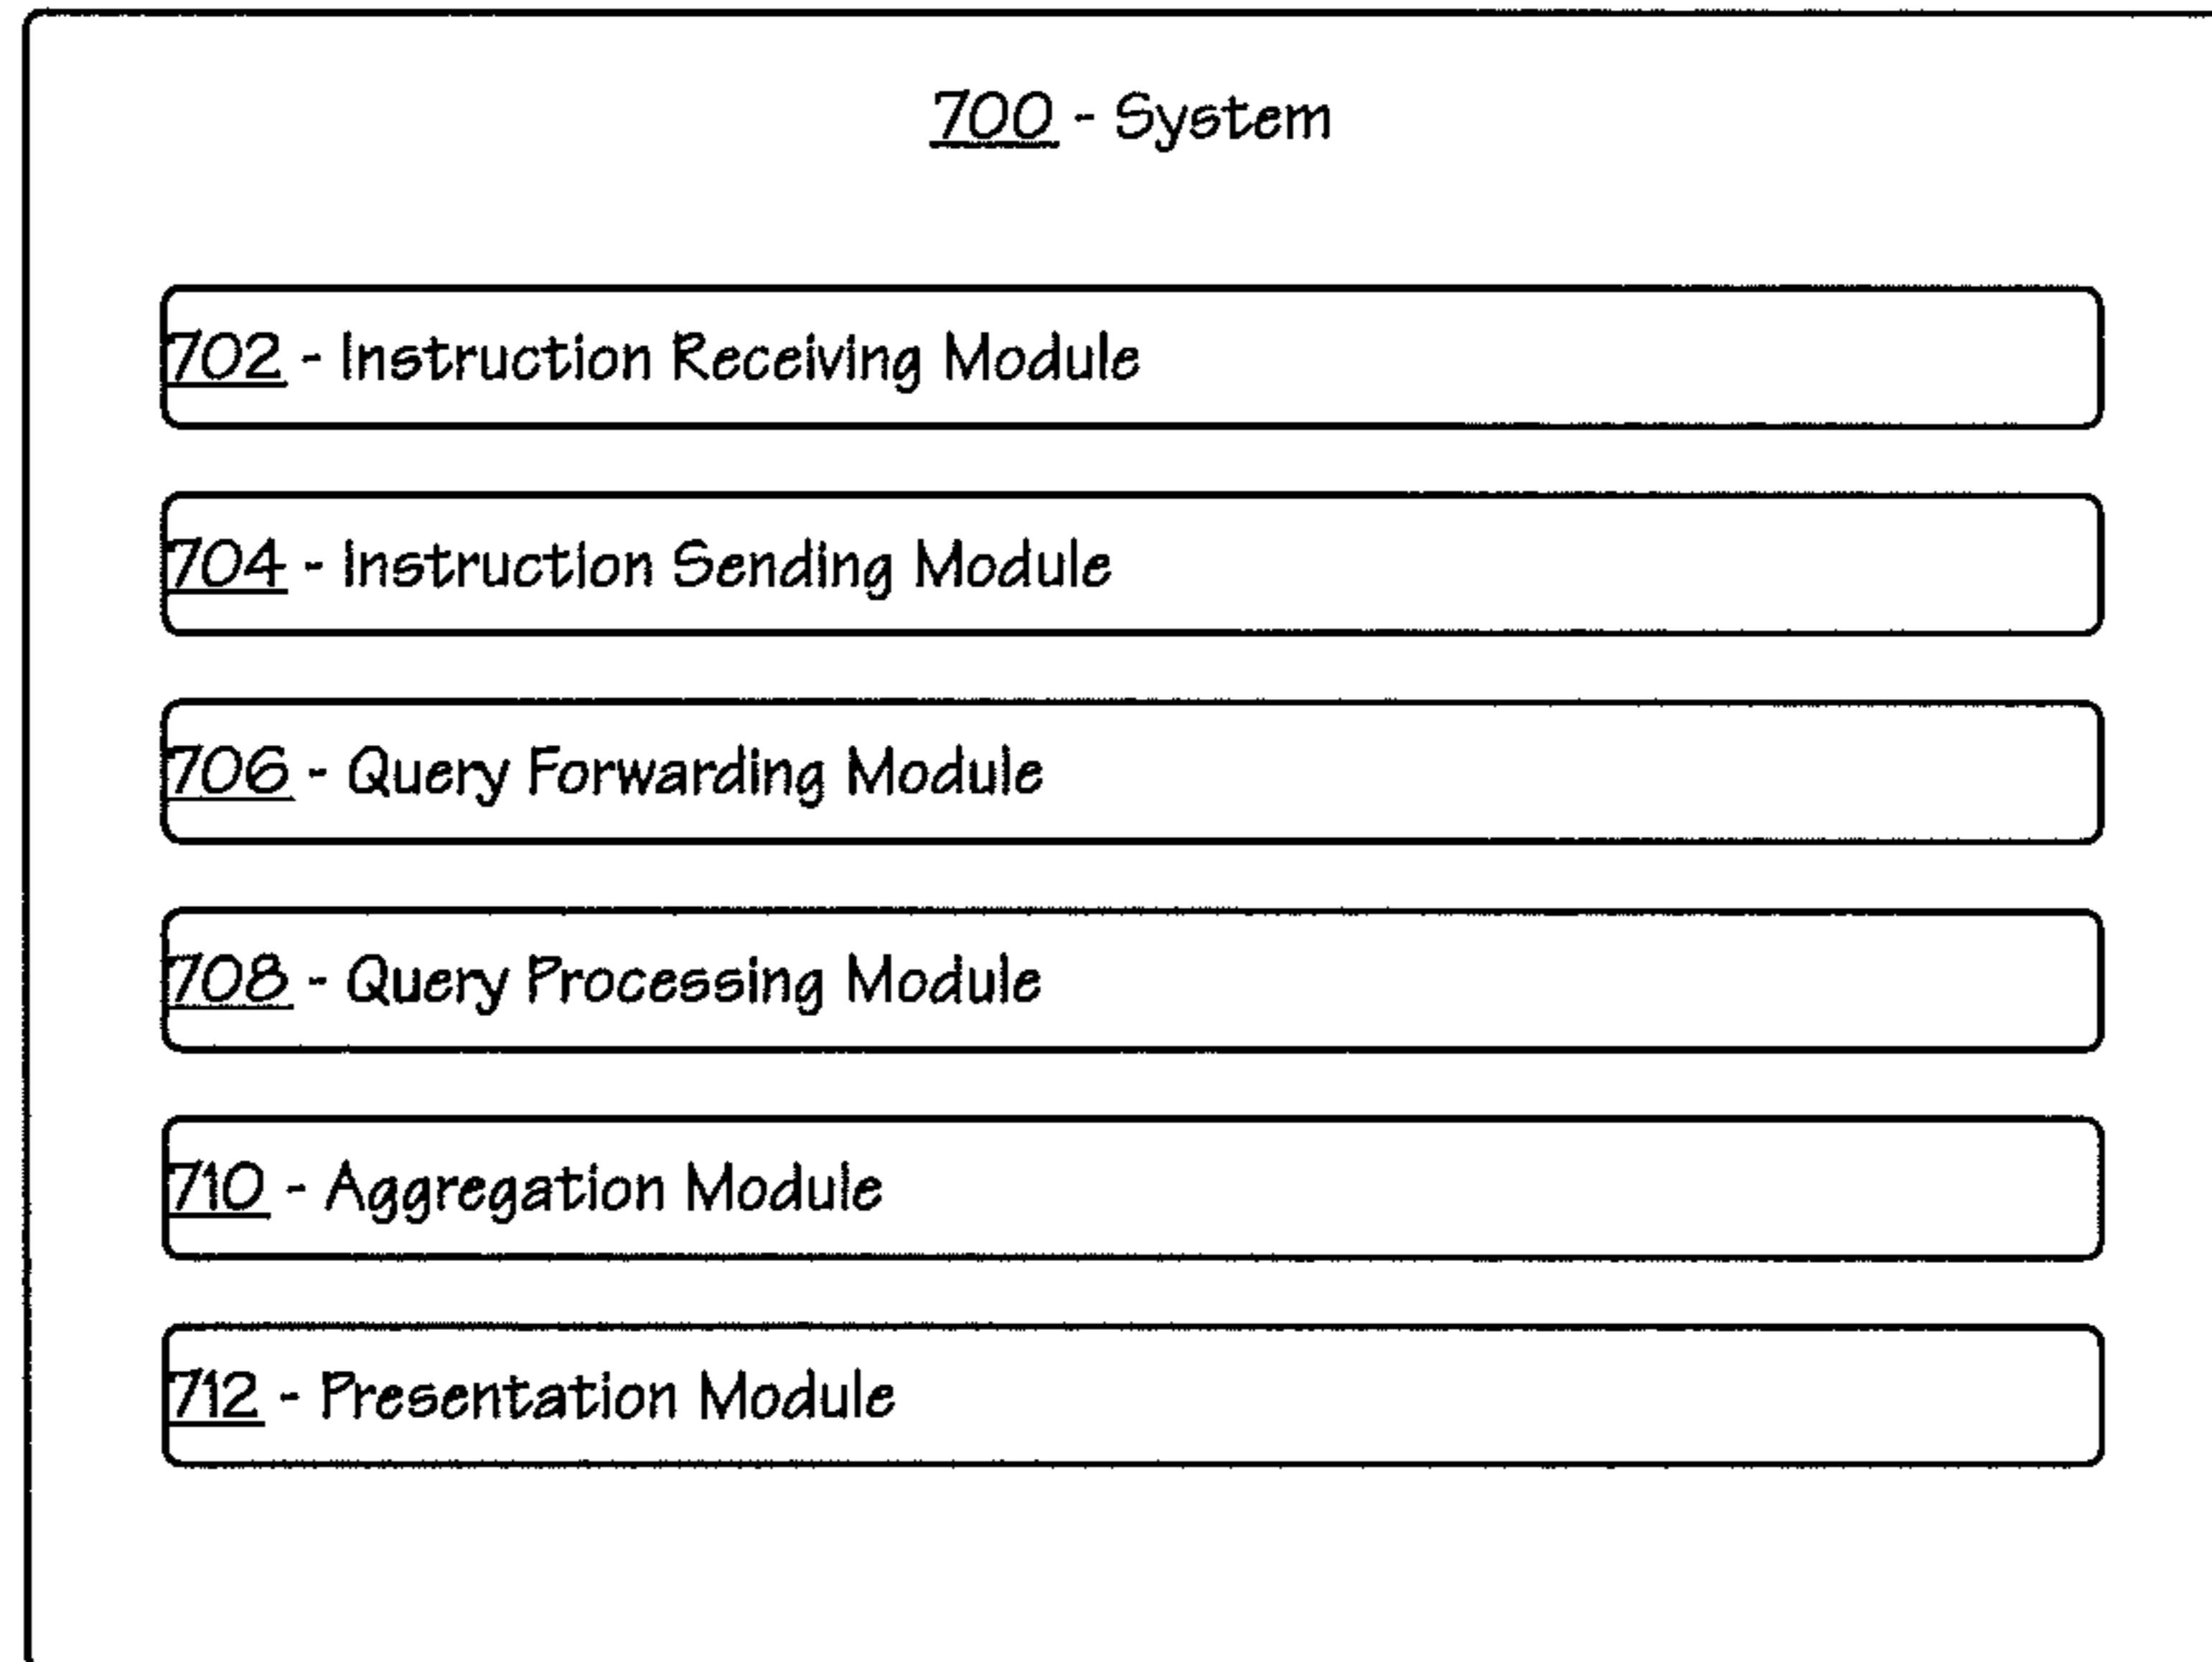 700 - System
702 - Instruction Receiving Module
704 - Instruction Sending Module
706 - Query Forwarding Module
708 - Query Processing Module
710 - Aggregation Module
712 - Presentation Module